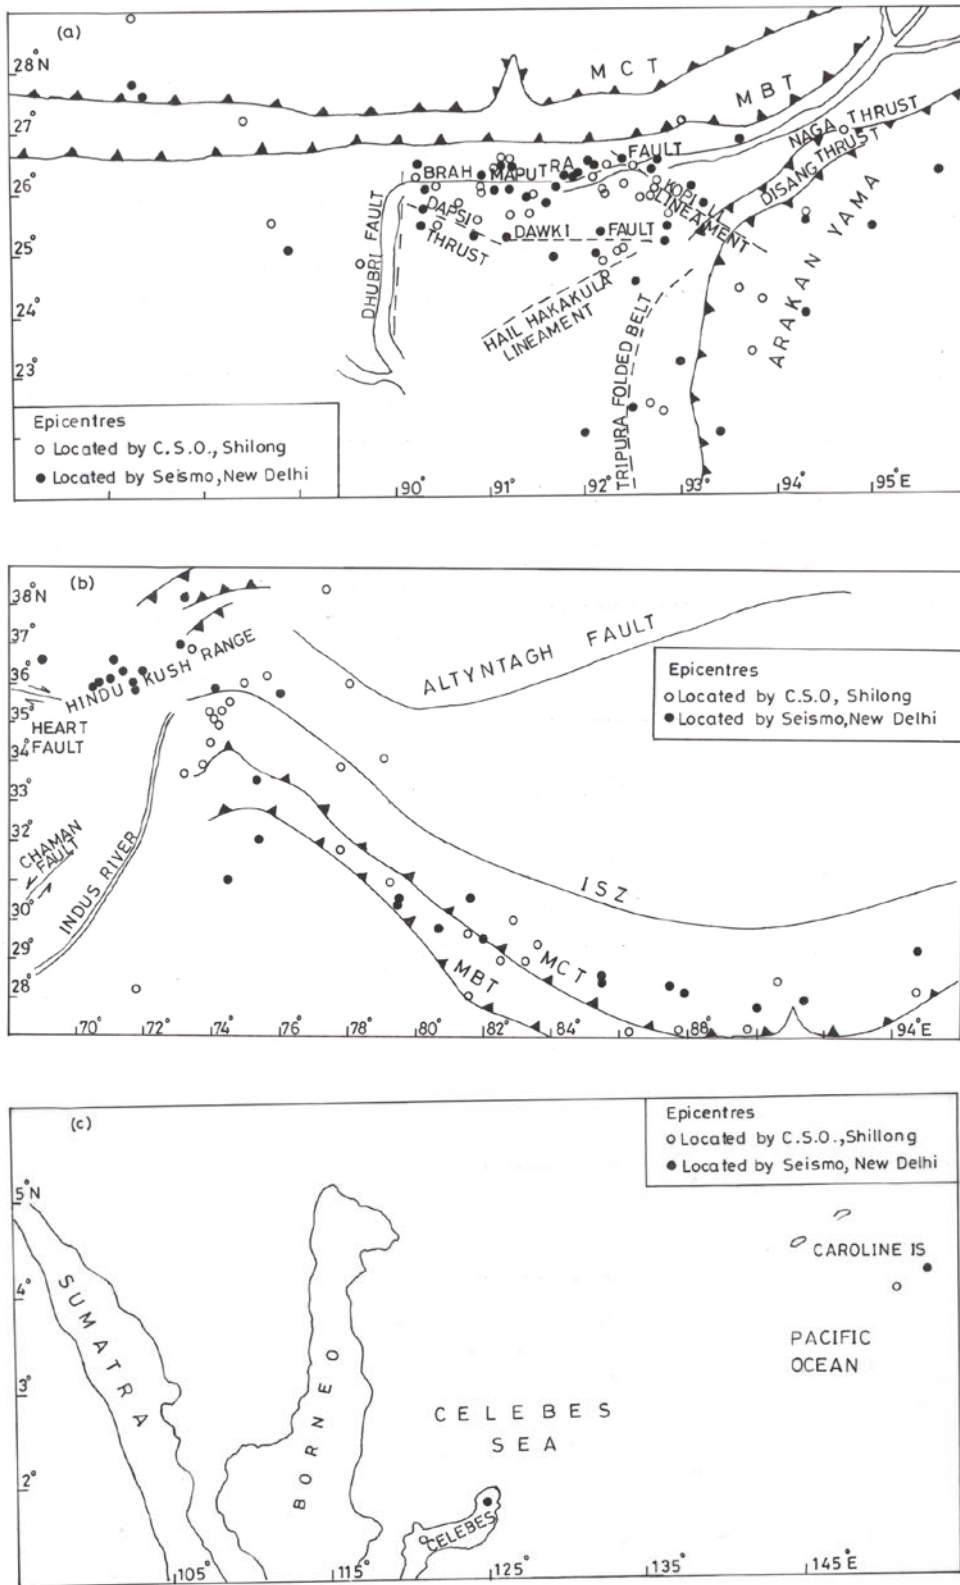 (a)
28°N
27°
26°
25°
24°
23°
MCT
MBT
NAGA THRUST
DISANG THRUST
BRAHMAPUTRA FAULT
KOPILI
LINEAMENT
DAPSI
THRUST
DAWKI FAULT
DHUBRI FAULT
HAIL HAKAKULA
LINEAMENT
TRIPURA FOLDED BELT
ARAKAN YAMA
Epicentres
○ Located by C.S.O., Shilong
● Located by Seismo, New Delhi
90° 91° 92° 93° 94° 95°E
(b)
38°N
37°
36°
35°
34°
33°
32°
31°
30°
29°
28°
HINDU KUSH RANGE
HEART
FAULT
CHAMAN
FAULT
INDUS RIVER
ALTYNTAGH FAULT
ISZ
MCT
MBT
Epicentres
○ Located by C.S.O, Shilong
● Located by Seismo, New Delhi
70° 72° 74° 76° 78° 80° 82° 84° 88° 94°E
(c)
Epicentres
○ Located by C.S.O., Shillong
● Located by Seismo, New Delhi
5°N
4°
3°
2°
SUMATRA
BORNEO
CELEBES
SEA
CELEBES
CAROLINE IS
PACIFIC
OCEAN
105° 115° 125° 135° 145°E